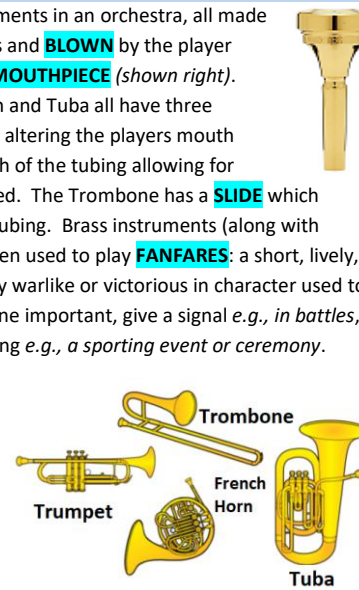 ments in an orchestra, all made
s and BLOWN by the player
MOUTHPIECE (shown right).
n and Tuba all have three
altering the players mouth
h of the tubing allowing for
ed. The Trombone has a SLIDE which
ubing. Brass instruments (along with
en used to play FANFARES: a short, lively,
y warlike or victorious in character used to
ne important, give a signal e.g., in battles,
ng e.g., a sporting event or ceremony.
Trombone
French
Horn
Trumpet
Tuba